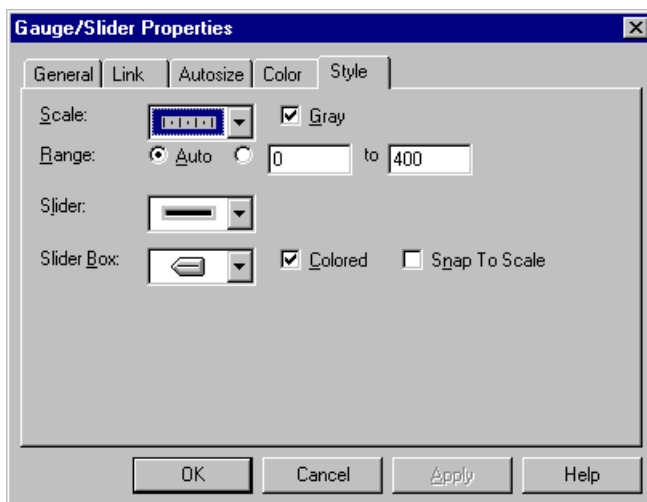 Gauge/Slider Properties
General Link Autosize Color Style
Scale: Gray
Range: Auto 0 to 400
Slider:
Slider Box: Colored Snap To Scale
OK Cancel Apply Help